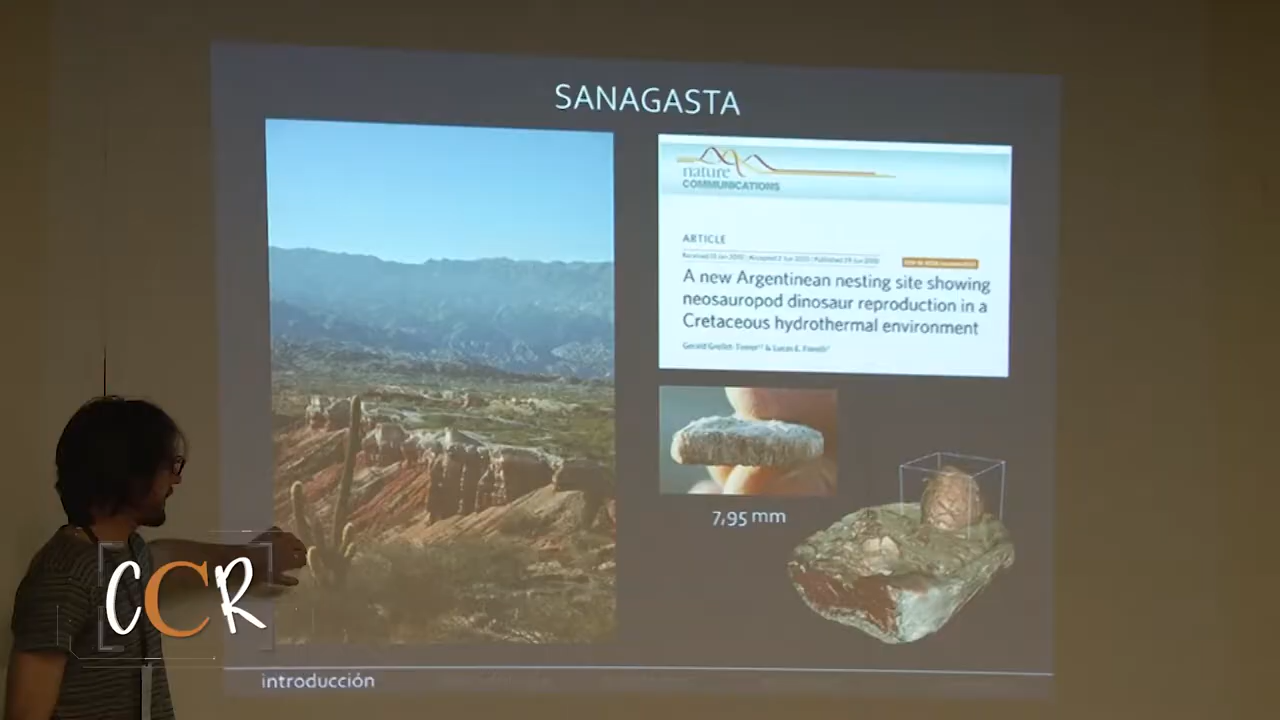 SANAGASTA
nature
COMMUNICATIONS
ARTICLE
A new Argentinean nesting site showing
neosauropod dinosaur reproduction in a
Cretaceous hydrothermal environment
7,95 mm
CCR
introducción